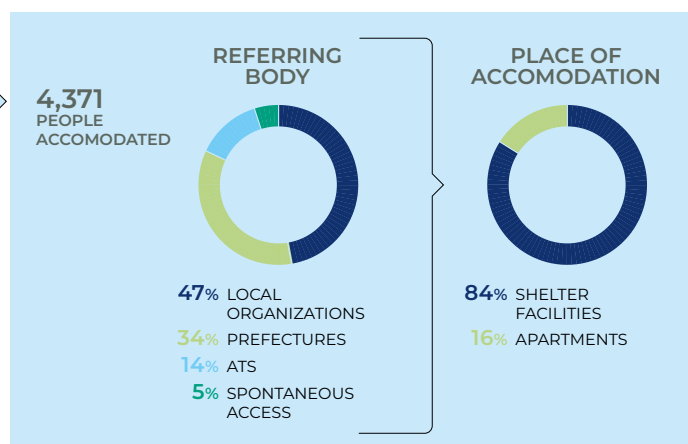 4,371
PEOPLE
ACCOMODATED
REFERRING
BODY
47% LOCAL
ORGANIZATIONS
34% PREFECTURES
14% ATS
5% SPONTANEOUS
ACCESS
PLACE OF
ACCOMODATION
84% SHELTER
FACILITIES
16% APARTMENTS